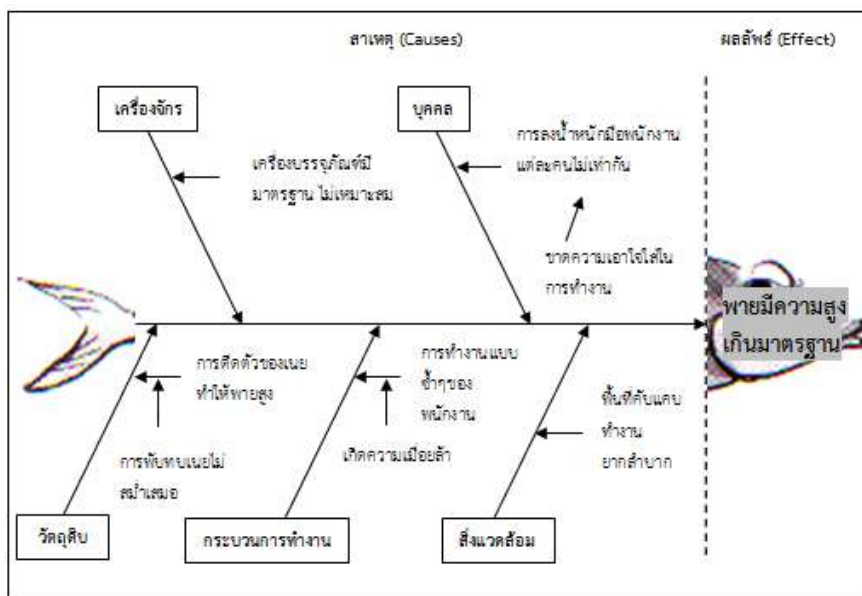 สาเหตุ (Causes)
ผลลัพธ์ (Effect)
เครื่องจักร
บุคคล
เครื่องบรรจุภัณฑ์มี
มาตรฐาน ไม่เหมาะสม
การลงน้ำหนักมือพนักงาน
แต่ละคนไม่เท่ากัน
ขาดความเอาใจใส่ใน
การทำงาน
พายมีความสูง
เกินมาตรฐาน
การดีดตัวของเนย
ทำให้พายสูง
การพับทบเนยไม่
สม่ำเสมอ
การทำงานแบบ
ซ้ำๆของ
พนักงาน
เกิดความเมื่อยล้า
พื้นที่คับแคบ
ทำงาน
ยากลำบาก
วัตถุดิบ
กระบวนการทำงาน
สิ่งแวดล้อม